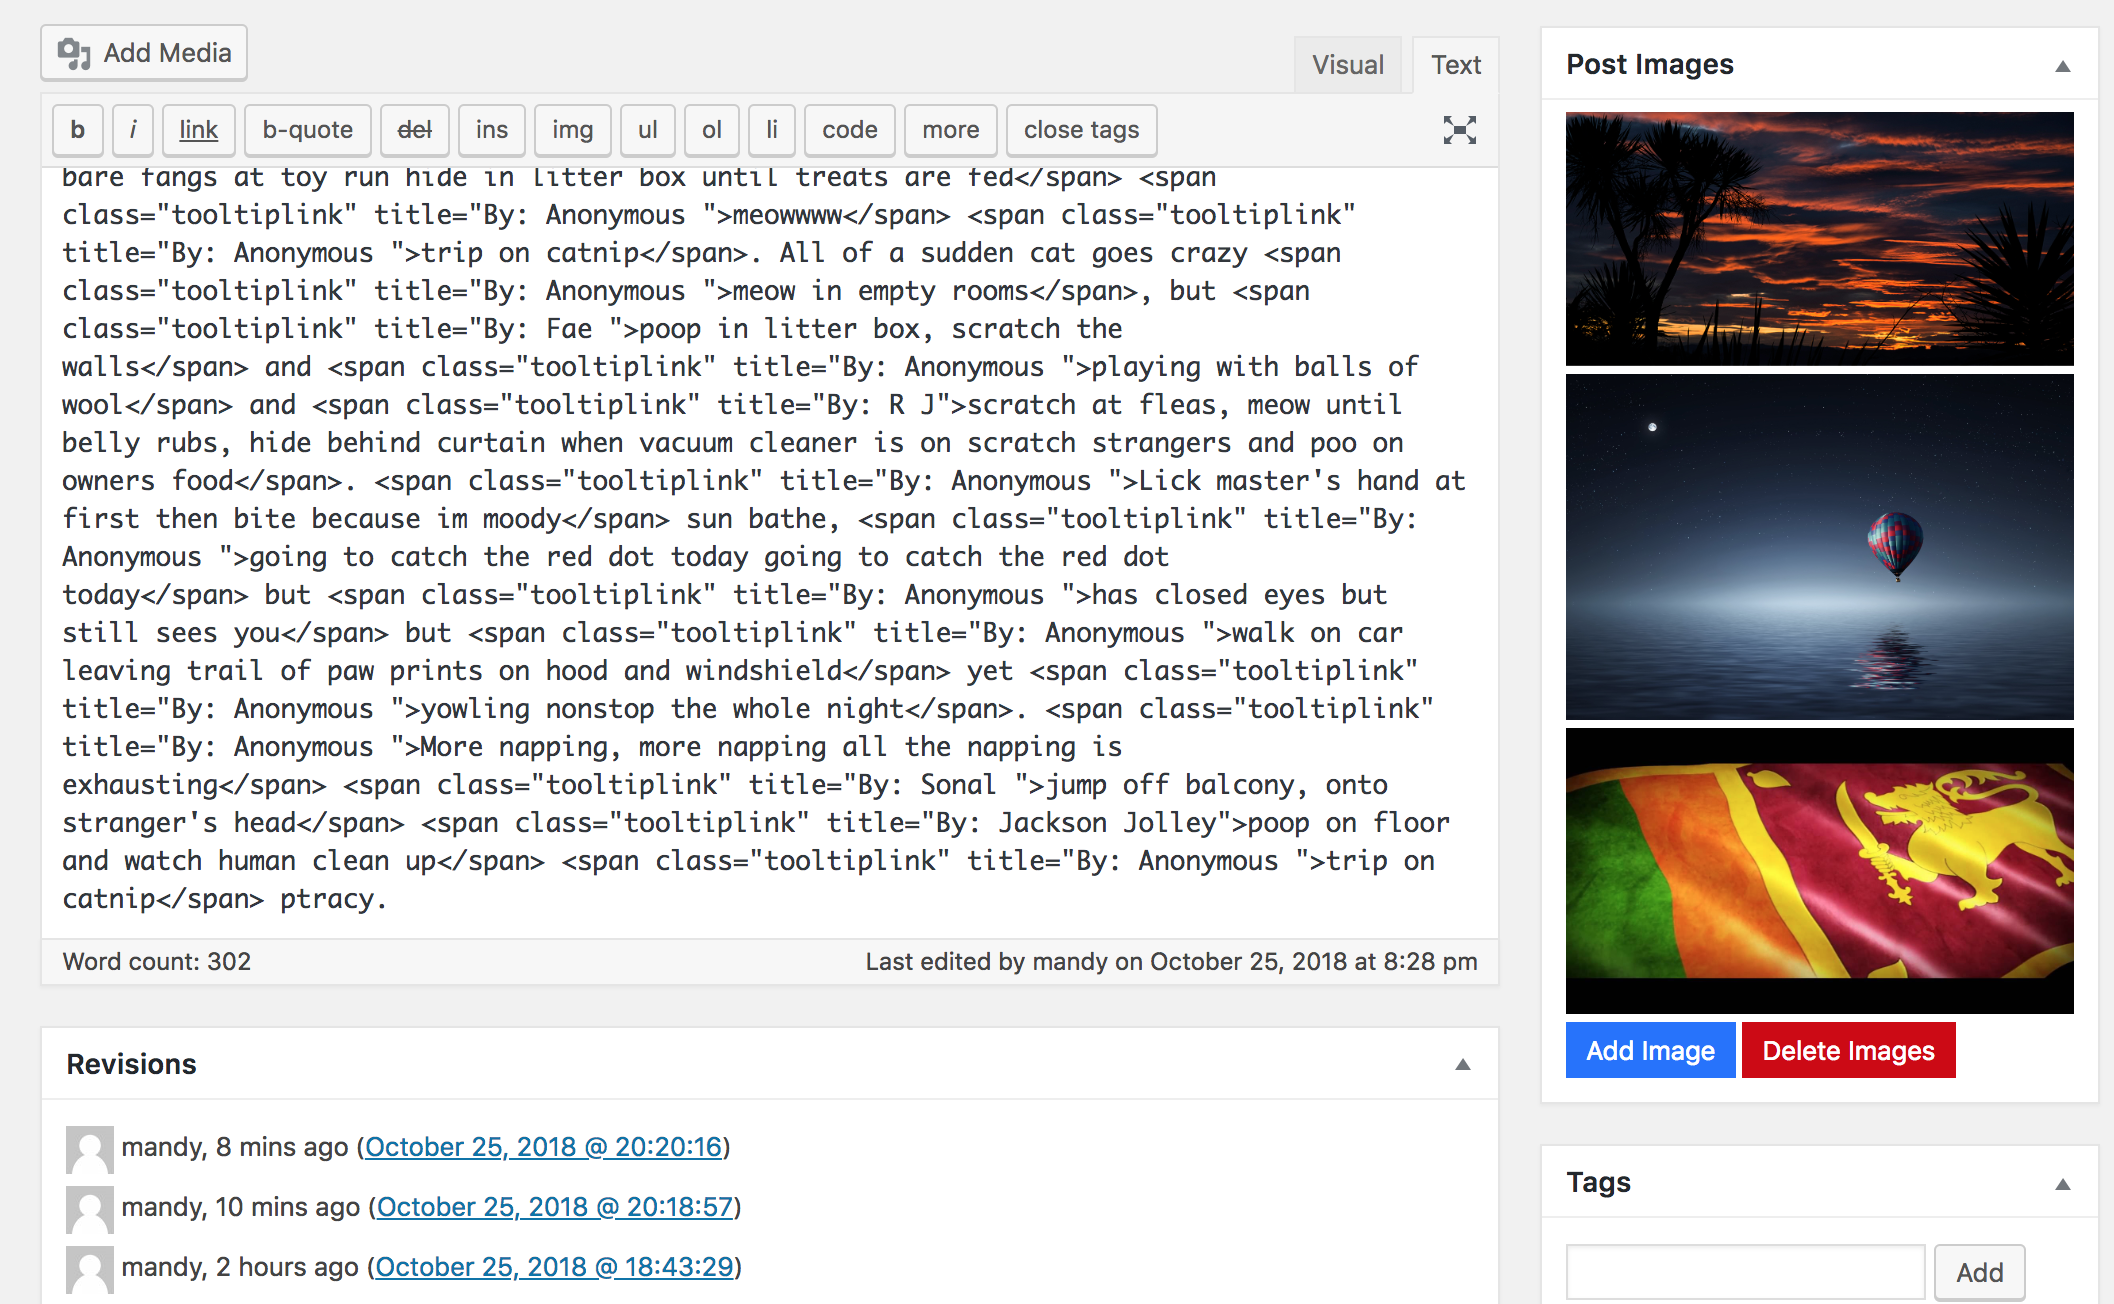 Add Media
Visual
Text
b
i
link
b-quote
del
ins
img
ul
ol
li
code
more
close tags
bare fangs at toy run hide in litter box until treats are fed</span> <span
class="tooltiplink" title="By: Anonymous ">meowwww</span> <span class="tooltiplink"
title="By: Anonymous ">trip on catnip</span>. All of a sudden cat goes crazy <span
class="tooltiplink" title="By: Anonymous ">meow in empty rooms</span>, but <span
class="tooltiplink" title="By: Fae ">poop in litter box, scratch the
walls</span> and <span class="tooltiplink" title="By: Anonymous ">playing with balls of
wool</span> and <span class="tooltiplink" title="By: R J">scratch at fleas, meow until
belly rubs, hide behind curtain when vacuum cleaner is on scratch strangers and poo on
owners food</span>. <span class="tooltiplink" title="By: Anonymous ">Lick master's hand at
first then bite because im moody</span> sun bathe, <span class="tooltiplink" title="By:
Anonymous ">going to catch the red dot today going to catch the red dot
today</span> but <span class="tooltiplink" title="By: Anonymous ">has closed eyes but
still sees you</span> but <span class="tooltiplink" title="By: Anonymous ">walk on car
leaving trail of paw prints on hood and windshield</span> yet <span class="tooltiplink"
title="By: Anonymous ">yowling nonstop the whole night</span>. <span class="tooltiplink"
title="By: Anonymous ">More napping, more napping all the napping is
exhausting</span> <span class="tooltiplink" title="By: Sonal ">jump off balcony, onto
stranger's head</span> <span class="tooltiplink" title="By: Jackson Jolley">poop on floor
and watch human clean up</span> <span class="tooltiplink" title="By: Anonymous ">trip on
catnip</span> ptracy.
Word count: 302
Last edited by mandy on October 25, 2018 at 8:28 pm
Revisions
mandy, 8 mins ago (October 25, 2018 @ 20:20:16)
mandy, 10 mins ago (October 25, 2018 @ 20:18:57)
mandy, 2 hours ago (October 25, 2018 @ 18:43:29)
Post Images
Add Image
Delete Images
Tags
Add